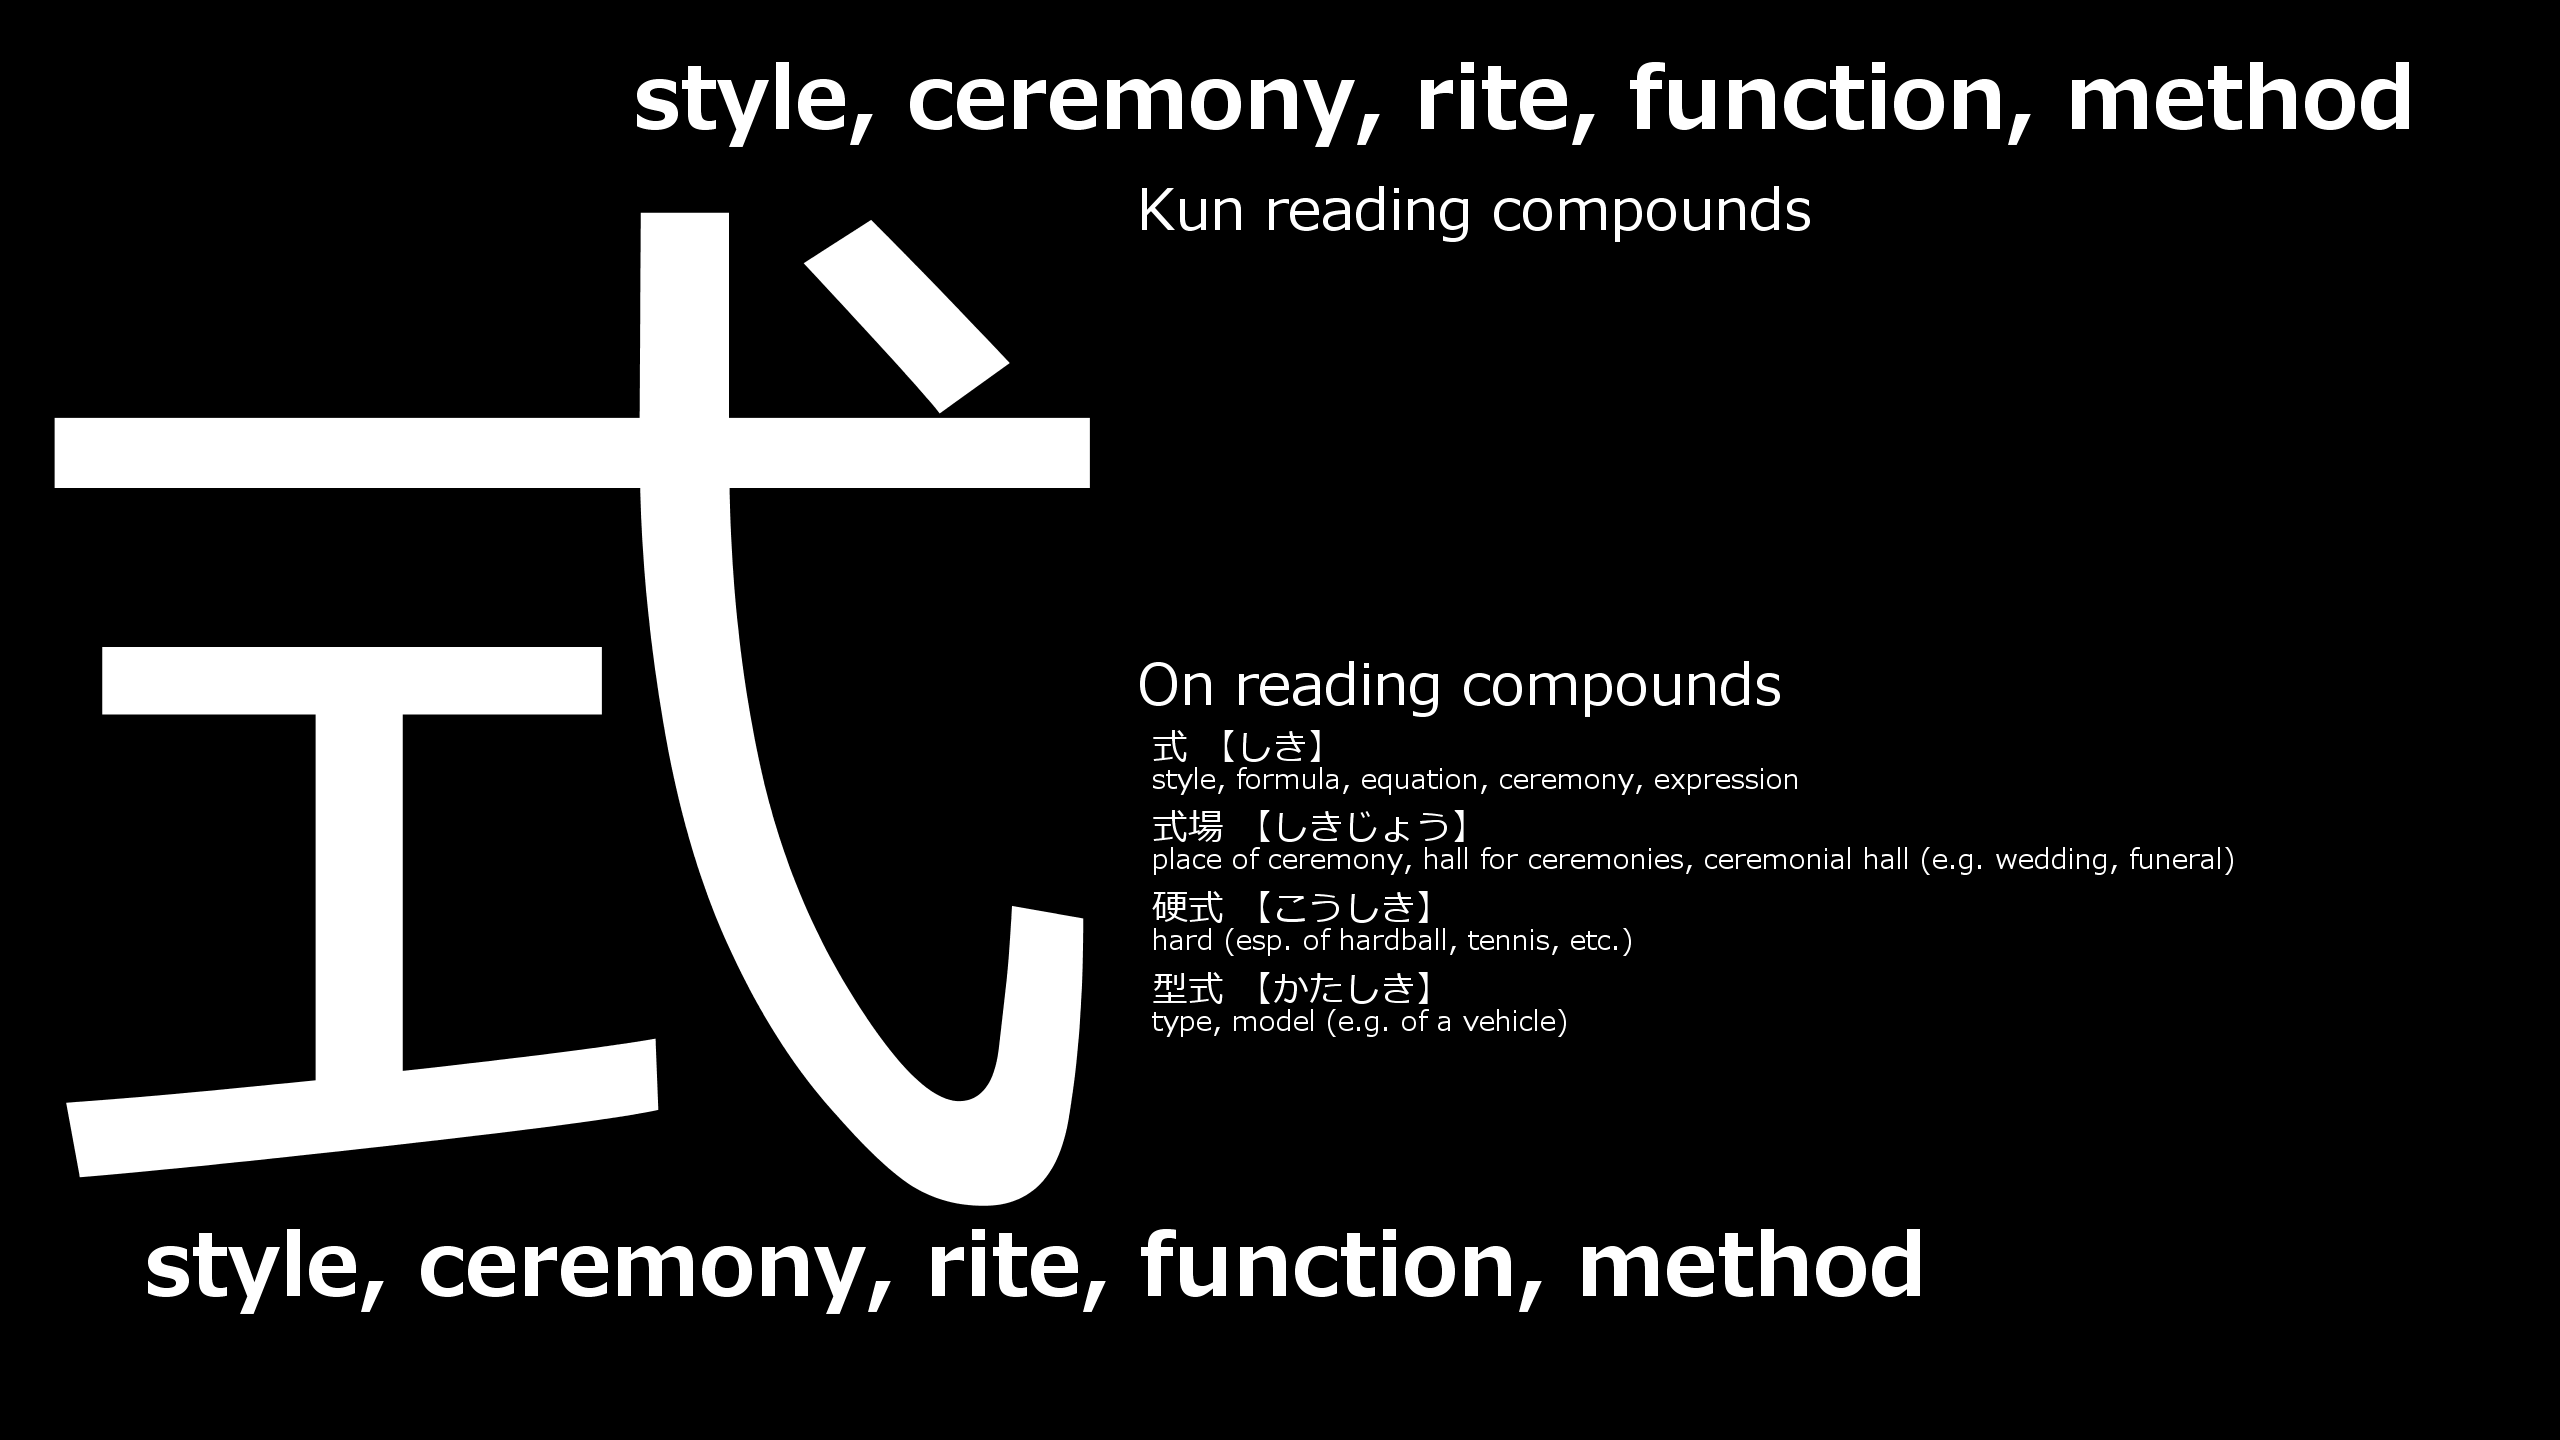 style, ceremony, rite, function, method
式
Kun reading compounds
On reading compounds
式 【しき】
style, formula, equation, ceremony, expression
式場 【しきじょう】
place of ceremony, hall for ceremonies, ceremonial hall (e.g. wedding, funeral)
硬式 【こうしき】
hard (esp. of hardball, tennis, etc.)
型式 【かたしき】
type, model (e.g. of a vehicle)
style, ceremony, rite, function, method